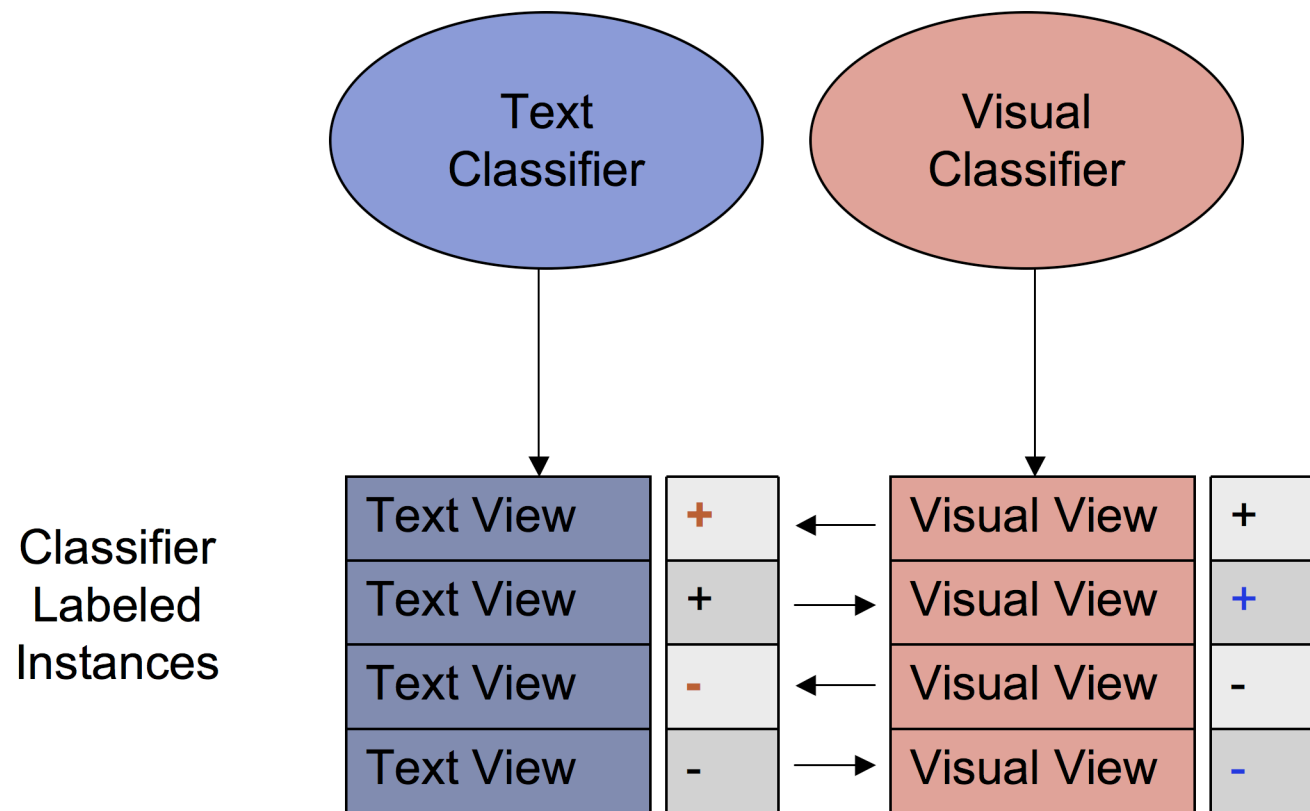 Text
Classifier
Visual
Classifier
Classifier
Labeled
Instances
Text View + Visual View +
Text View + Visual View +
Text View - Visual View -
Text View - Visual View -